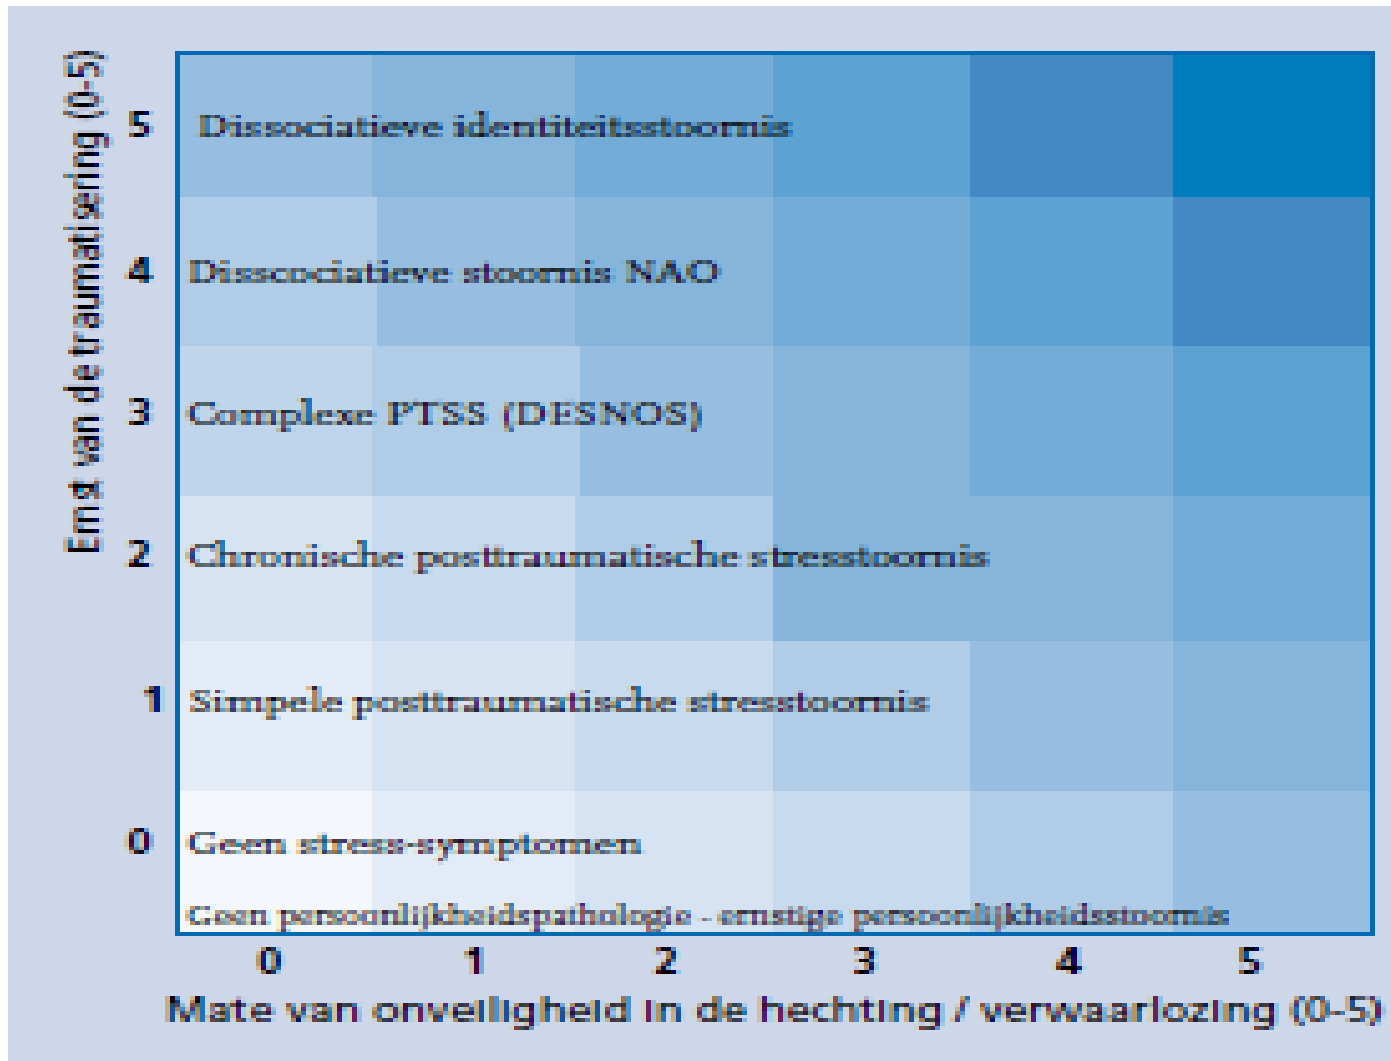 Ernst van de traumatisering (0-5)
5 Dissociatieve identiteitsstoornis
4 Disscociatieve stoornis NAO
3 Complexe PTSS (DESNOS)
2 Chronische posttraumatische stresstoornis
1 Simpele posttraumatische stresstoornis
0 Geen stress-symptomen
Geen persoonlijkheidspathologie - ernstige persoonlijkheidsstoornis
0 1 2 3 4 5
Mate van onveiligheid in de hechting / verwaarlozing (0-5)